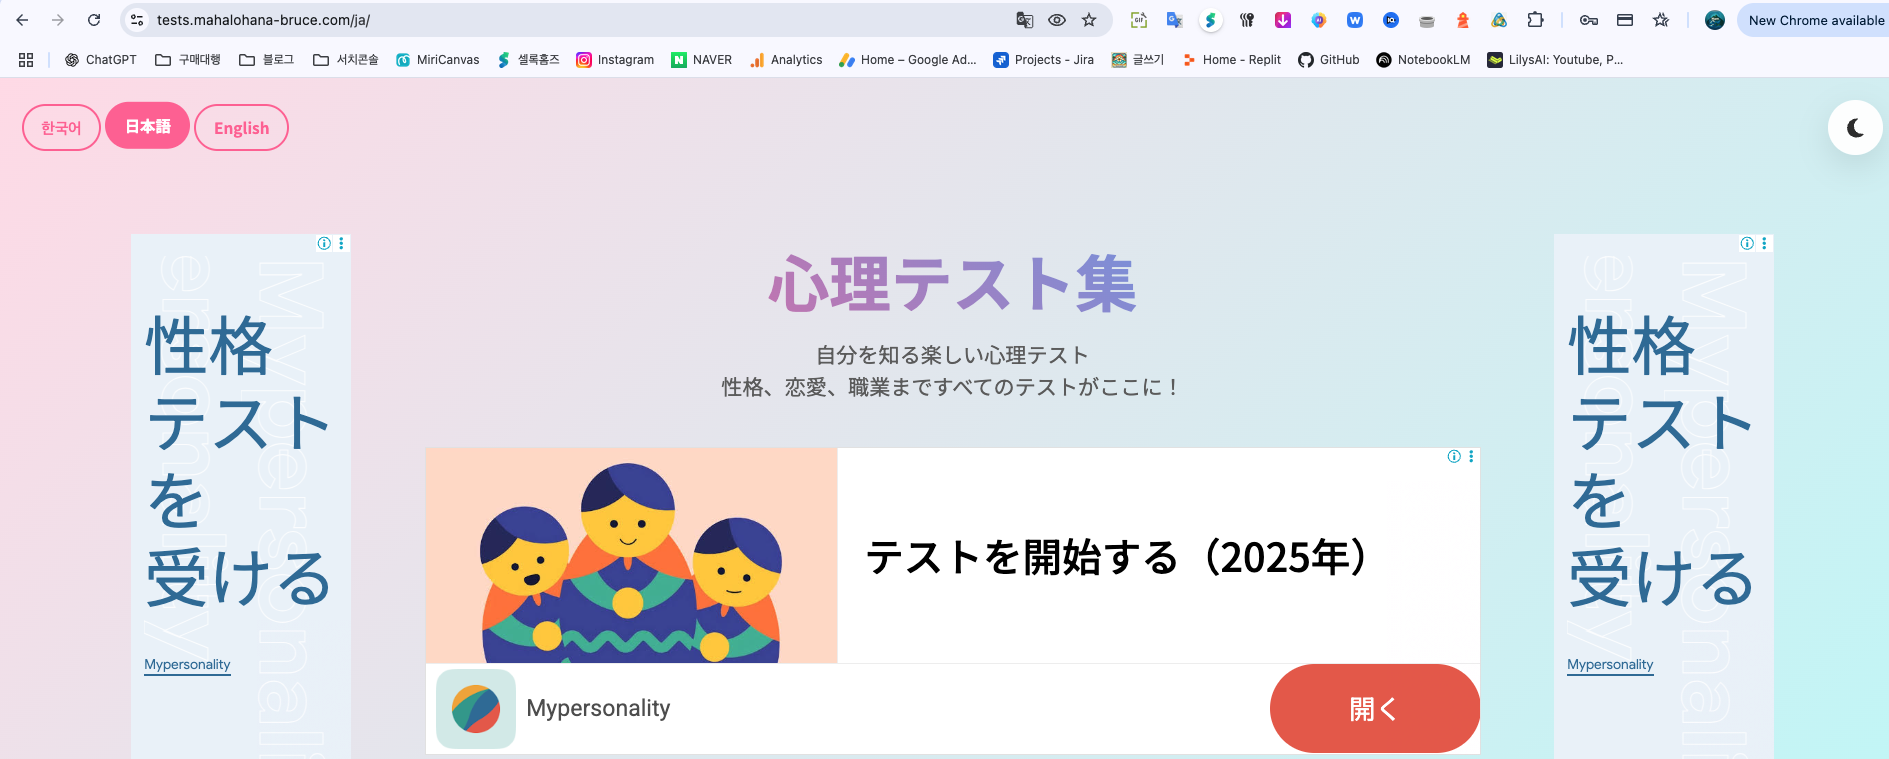 tests.mahalohana-bruce.com/ja/
New Chrome available
ChatGPT 구매대행 블로그 서치콘솔 MiriCanvas 셀록홈즈 Instagram NAVER Analytics Home – Google Ad... Projects - Jira 글쓰기 Home - Replit GitHub NotebookLM LilysAI: Youtube, P...
한국어 日本語 English
心理テスト集
自分を知る楽しい心理テスト
性格、恋愛、職業まですべてのテストがここに！
性格
テスト
を
受ける
Mypersonality
Mypersonality
テストを開始する（2025年）
Mypersonality
開く
性格
テスト
を
受ける
Mypersonality